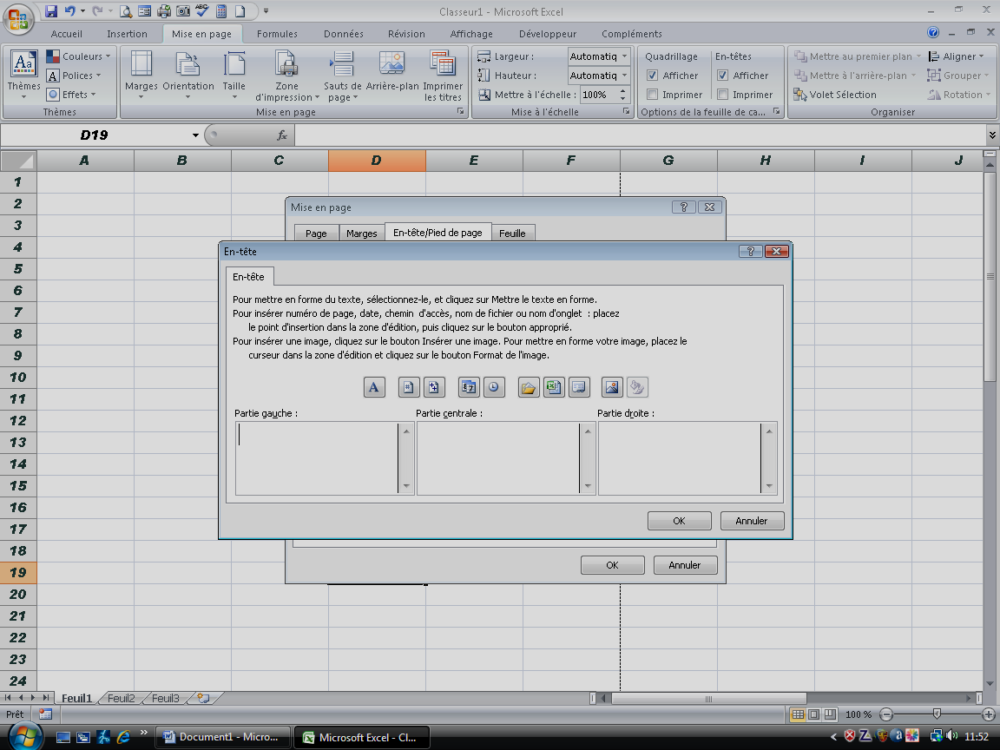 Classeur1 - Microsoft Excel
Accueil Insertion Mise en page Formules Données Révision Affichage Développeur Compléments
Thèmes
Couleurs
Polices
Effets
Thèmes
Marges
Orientation
Taille
Zone
d'impression
Sauts de
page
Arrière-plan
Imprimer
les titres
Mise en page
Largeur : Automatiq
Hauteur : Automatiq
Mettre à l'échelle : 100%
Mise à l'échelle
Quadrillage En-têtes
Afficher Afficher
Imprimer Imprimer
Options de la feuille de ca...
Mettre au premier plan
Mettre à l'arrière-plan
Volet Sélection
Aligner
Grouper
Rotation
Organiser
D19 fx
A B C D E F G H I J
1
2
3
4
5
6
7
8
9
10
11
12
13
14
15
16
17
18
19
20
21
22
23
24
Mise en page
Page Marges En-tête/Pied de page Feuille
En-tête
En-tête
Pour mettre en forme du texte, sélectionnez-le, et cliquez sur Mettre le texte en forme.
Pour insérer numéro de page, date, chemin d'accès, nom de fichier ou nom d'onglet : placez
le point d'insertion dans la zone d'édition, puis cliquez sur le bouton approprié.
Pour insérer une image, cliquez sur le bouton Insérer une image. Pour mettre en forme votre image, placez le
curseur dans la zone d'édition et cliquez sur le bouton Format de l'image.
A
Partie gauche : Partie centrale : Partie droite :
OK Annuler
OK Annuler
Feuil1 Feuil2 Feuil3
Prêt 100 %
Document1 - Micro... Microsoft Excel - Cl... 11:52